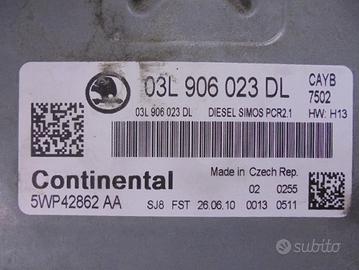 03L 906 023 DL
CAYB
7502
03L 906 023 DL DIESEL SIMOS PCR2.1 HW: H13
Made in Czech Rep.
Continental
02 0255
5WP42862 AA SJ8 FST 26.06.10 0013 0511
subito